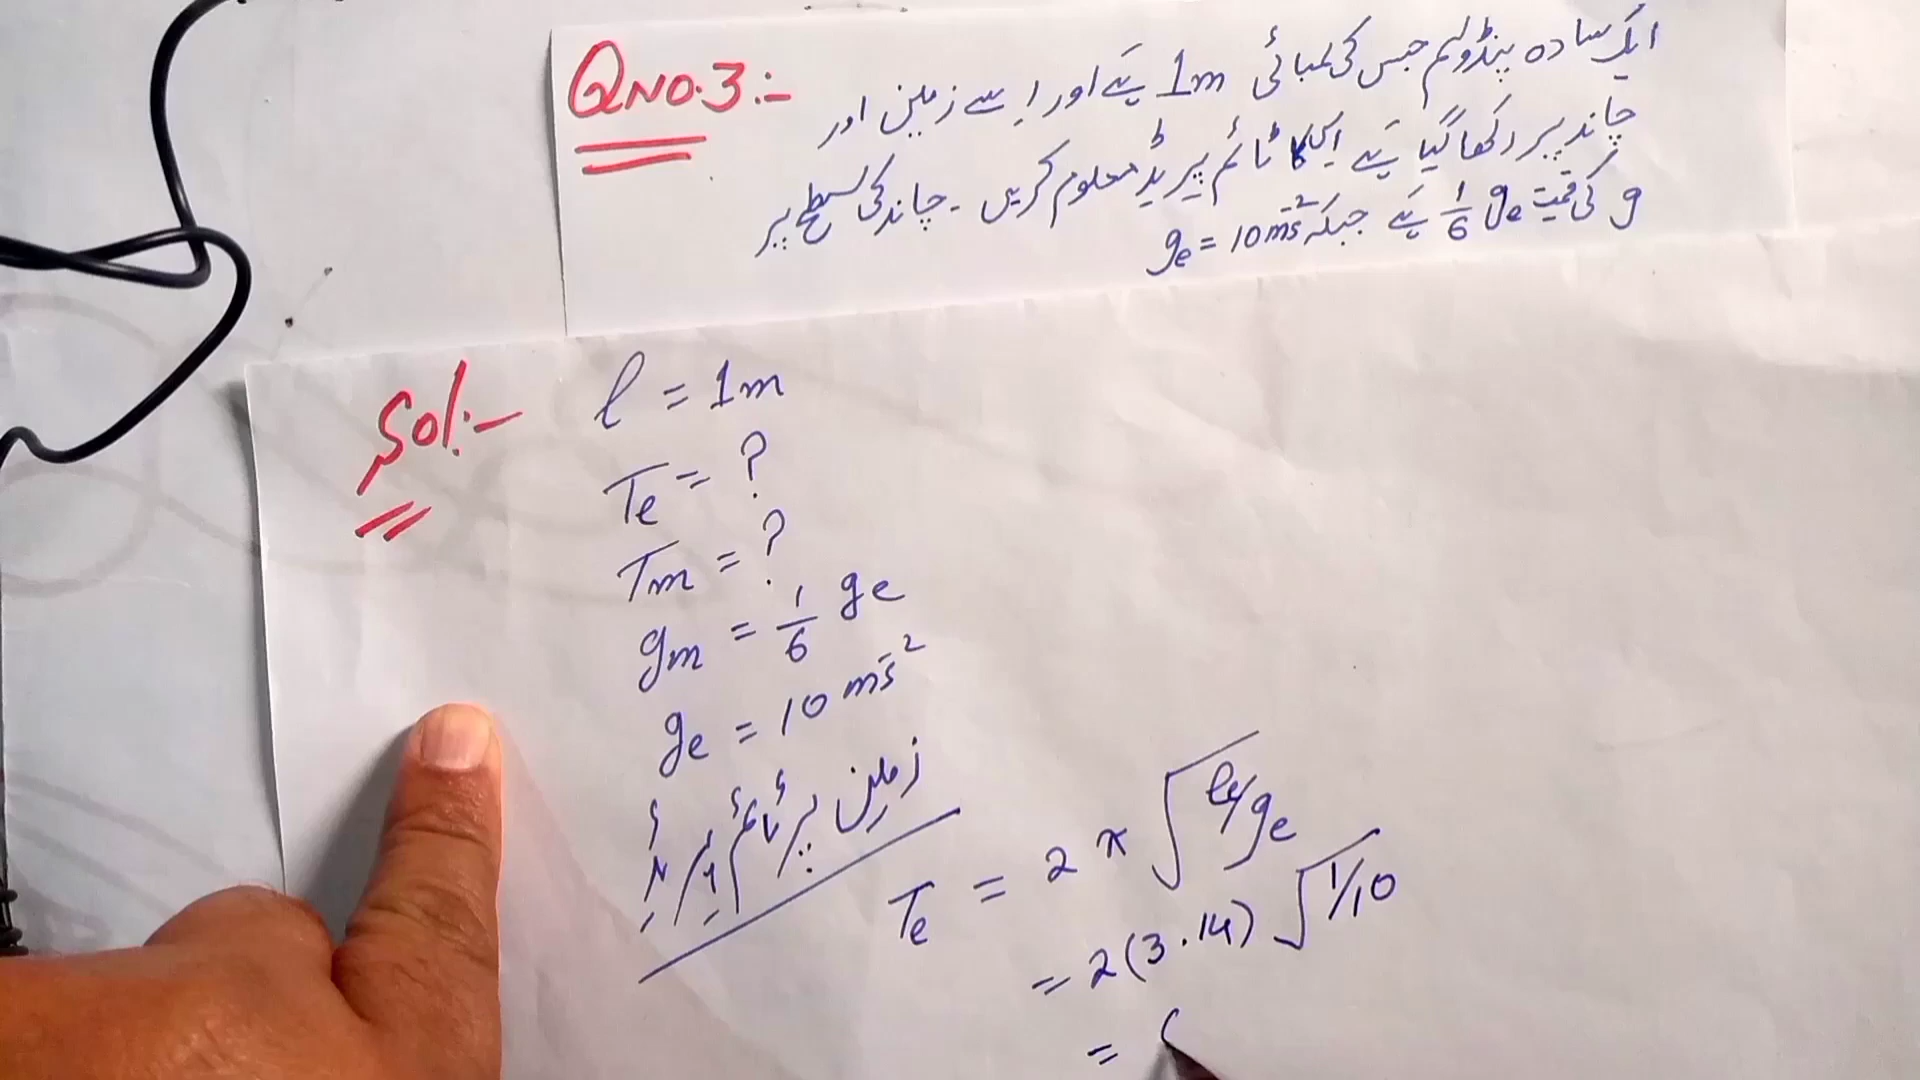 Q NO.3:-
ایک سادہ پنڈولم جس کی لمبائی 1m ہے اور اسے زمین اور
چاند پر رکھا گیا ہے اس کا ٹائم پیریڈ معلوم کریں۔ چاند کی سطح پر
g کی قیمت 1/6 ge ہے جبکہ ge = 10ms⁻²
Sol:-
l = 1m
Te = ?
Tm = ?
gm = 1/6 ge
ge = 10 ms⁻²
زمین پر ٹائم پیریڈ
Te = 2π √l/ge
= 2(3.14) √1/10
=